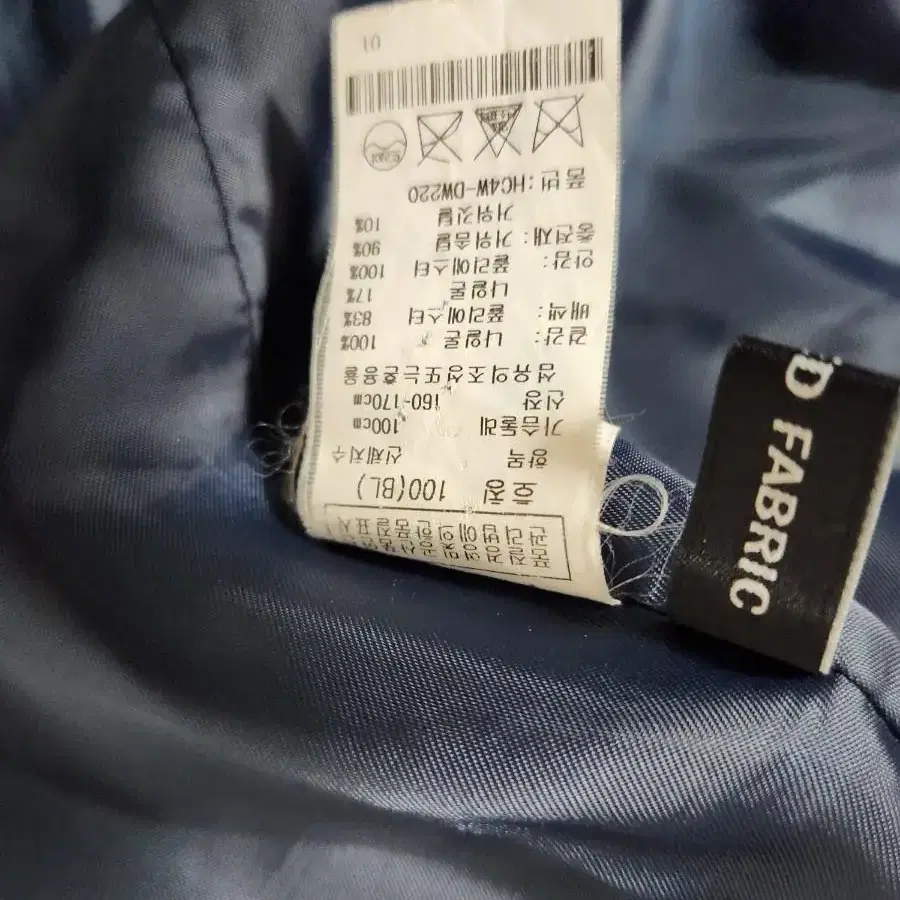 호칭 100(BL)
항목 신체치수
가슴둘레 100cm
신장 160-170cm
섬유의조성또는혼용율
겉감: 나일론 100%
배색: 폴리에스터 83%
나일론 17%
안감: 폴리에스터 100%
충전재: 거위솜털 90%
거위깃털 10%
품번:HC4W-DW220
01
FABRIC